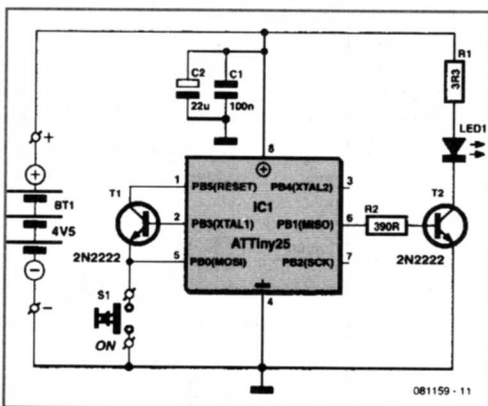 R1
3R3
C2
C1
22u
100n
LED1
+
8
1
PB5(RESET)
PB4(XTAL2)
3
T1
IC1
R2
T2
BT1
2
PB3(XTAL1)
PB1(MISO)
6
390R
4V5
ATTiny25
2N2222
5
PB0(MOSI)
PB2(SCK)
7
2N2222
S1
4
−
ON
081159 - 11